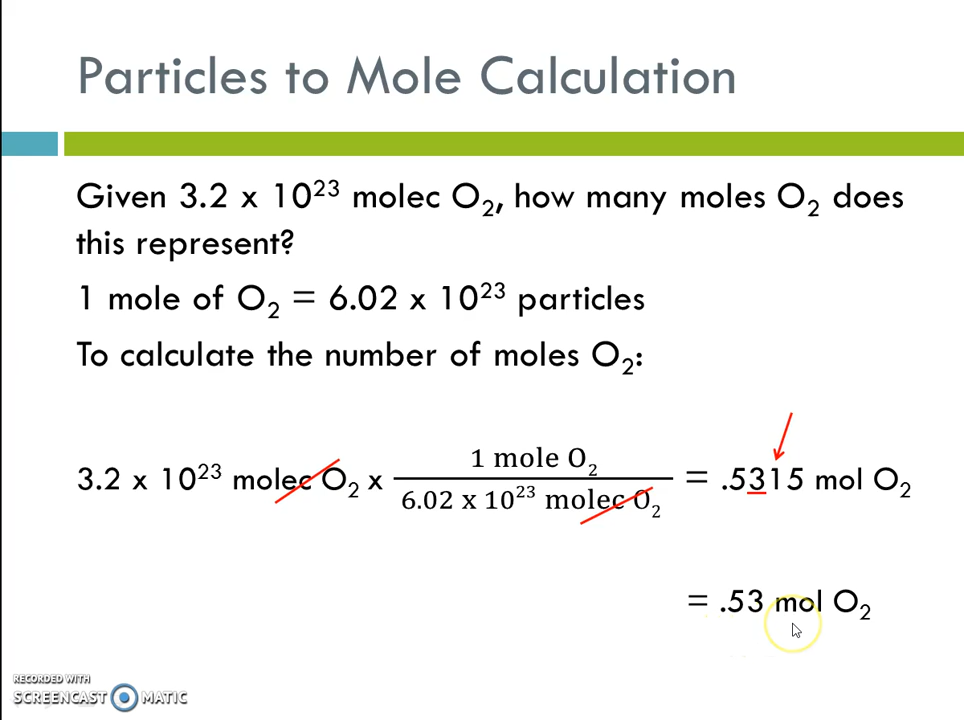 Particles to Mole Calculation
Given 3.2 x 10²³ molec O₂, how many moles O₂ does
this represent?
1 mole of O₂ = 6.02 x 10²³ particles
To calculate the number of moles O₂:
1 mole O₂
3.2 x 10²³ molec O₂ x = .5315 mol O₂
6.02 x 10²³ molec O₂
= .53 mol O₂
RECORDED WITH
SCREENCAST MATIC